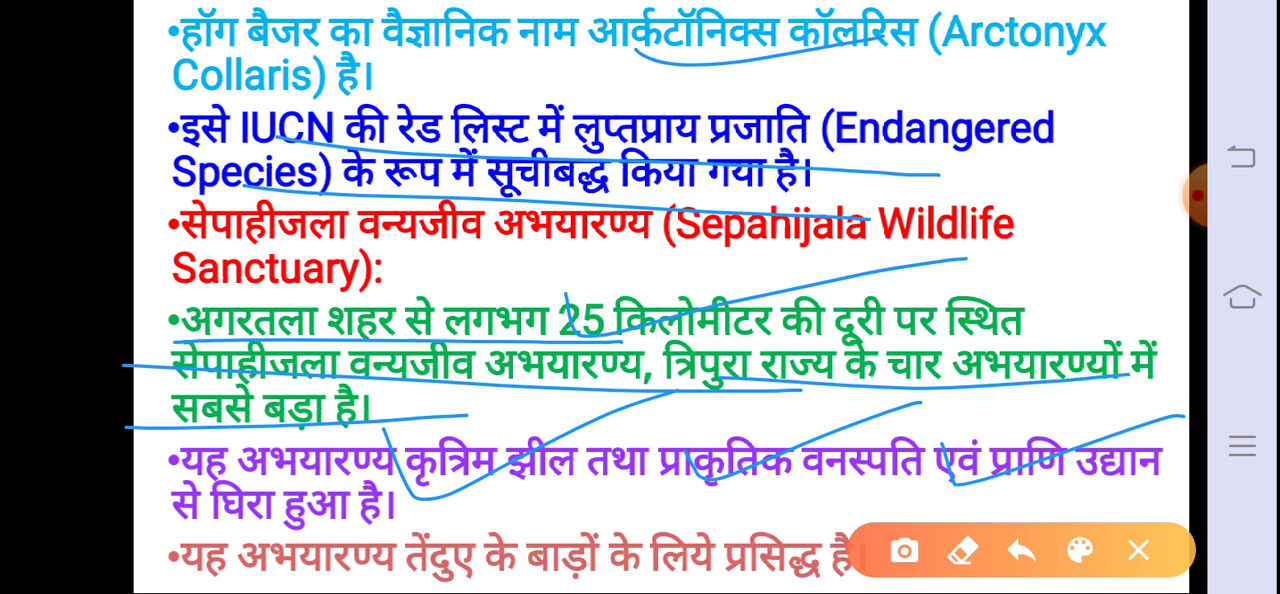 •हॉग बैजर का वैज्ञानिक नाम आर्कटॉनिक्स कॉलरिस (Arctonyx
Collaris) है।
•इसे IUCN की रेड लिस्ट में लुप्तप्राय प्रजाति (Endangered
Species) के रूप में सूचीबद्ध किया गया है।
•सेपाहीजला वन्यजीव अभयारण्य (Sepahijala Wildlife
Sanctuary):
•अगरतला शहर से लगभग 25 किलोमीटर की दूरी पर स्थित
सेपाहीजला वन्यजीव अभयारण्य, त्रिपुरा राज्य के चार अभयारण्यों में
सबसे बड़ा है।
•यह अभयारण्य कृत्रिम झील तथा प्राकृतिक वनस्पति एवं प्राणि उद्यान
से घिरा हुआ है।
•यह अभयारण्य तेंदुए के बाड़ों के लिये प्रसिद्ध है।